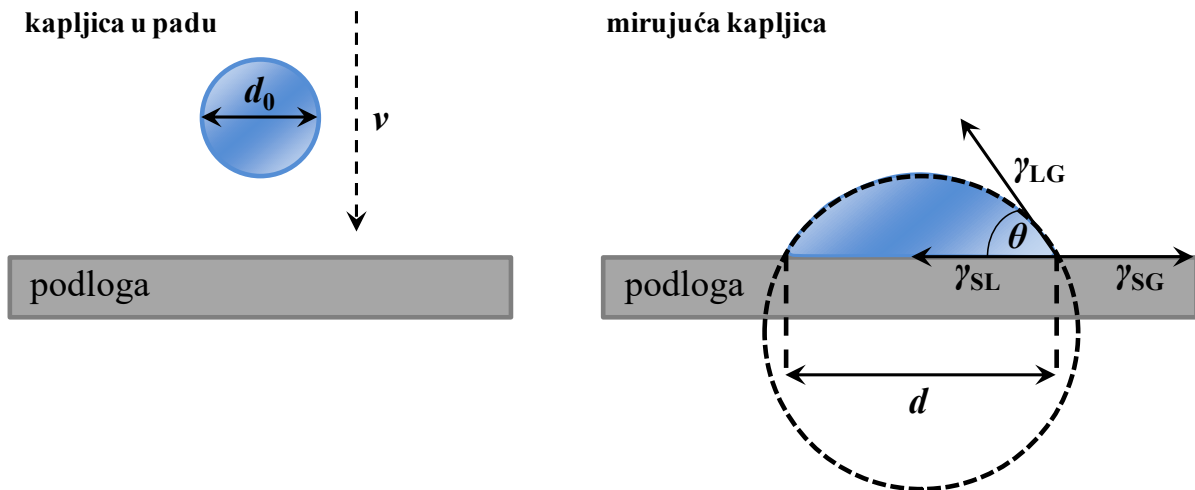 kapljica u padu
d₀
v
podloga
mirujuća kapljica
γLG
θ
γSL
γSG
podloga
d